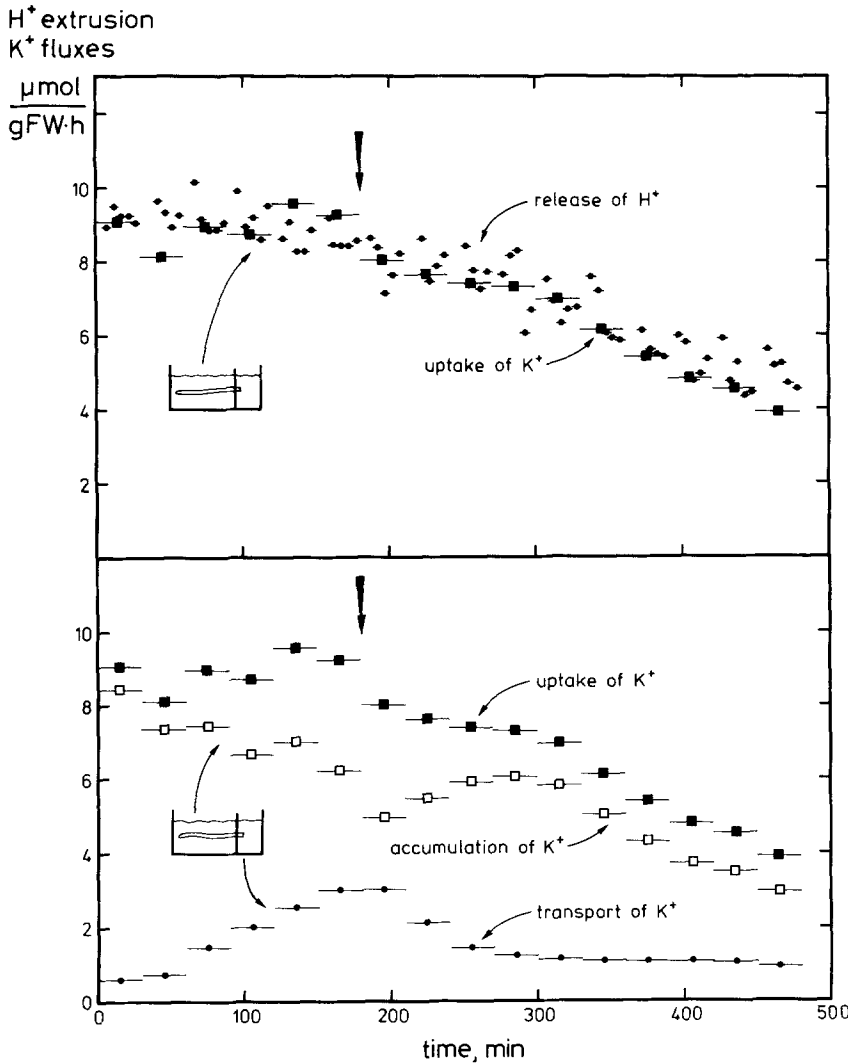 H⁺ extrusion
K⁺ fluxes
μmol
gFW·h
10
8
6
4
2
release of H⁺
uptake of K⁺
10
8
6
4
2
0
uptake of K⁺
accumulation of K⁺
transport of K⁺
0 100 200 300 400 500
time, min